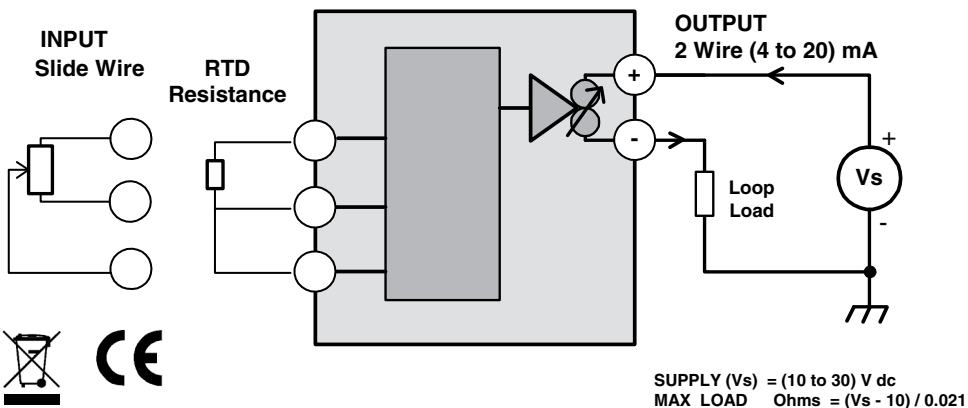 INPUT
Slide Wire
RTD
Resistance
OUTPUT
2 Wire (4 to 20) mA
+
-
Loop
Load
+
Vs
-
CE
SUPPLY (Vs) = (10 to 30) V dc
MAX LOAD Ohms = (Vs - 10) / 0.021